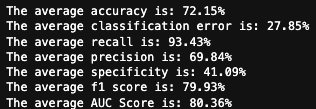 The average accuracy is: 72.15%
The average classification error is: 27.85%
The average recall is: 93.43%
The average precision is: 69.84%
The average specificity is: 41.09%
The average f1 score is: 79.93%
The average AUC Score is: 80.36%